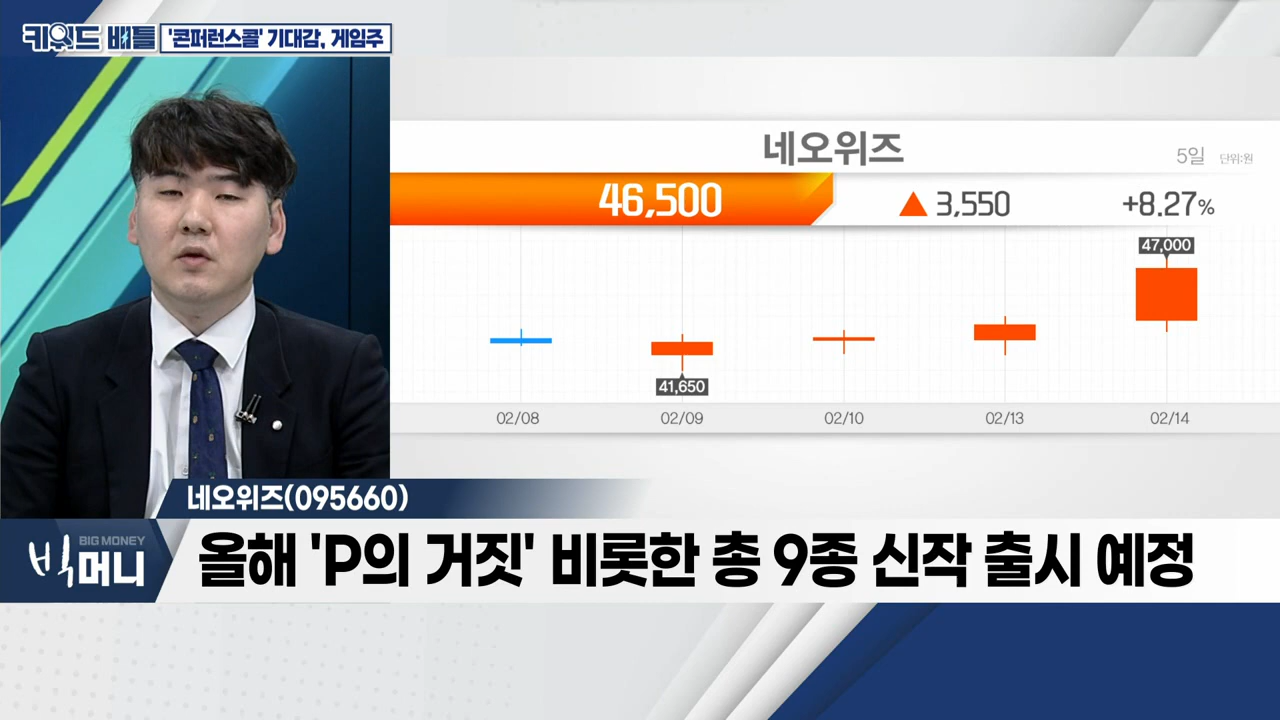 키워드 배틀
'콘퍼런스콜' 기대감, 게임주
네오위즈
5일 단위:원
46,500 ▲ 3,550 +8.27%
47,000
41,650
02/08 02/09 02/10 02/13 02/14
네오위즈(095660)
빅머니 BIG MONEY
올해 'P의 거짓' 비롯한 총 9종 신작 출시 예정